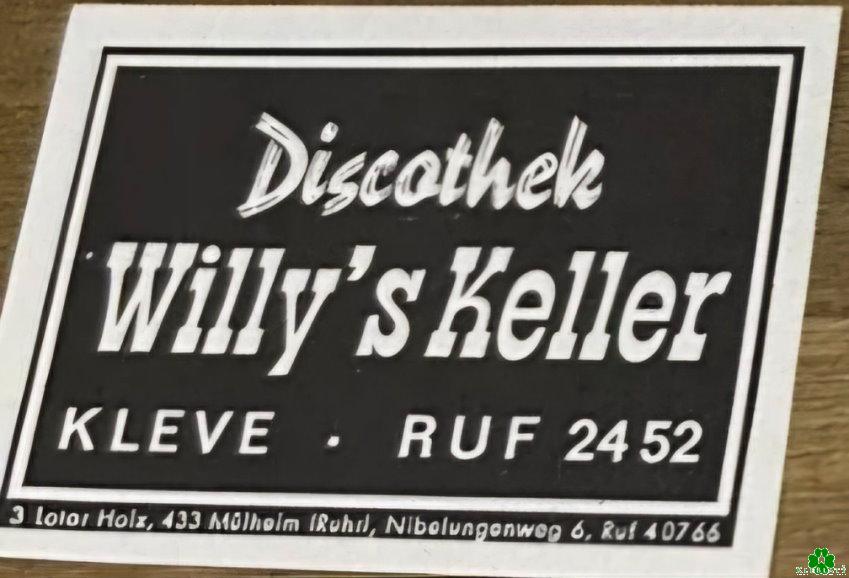 Discothek
Willy's Keller
KLEVE . RUF 2452
3 Lotar Holz, 433 Mülheim (Ruhr), Nibelungenweg 6, Ruf 40766